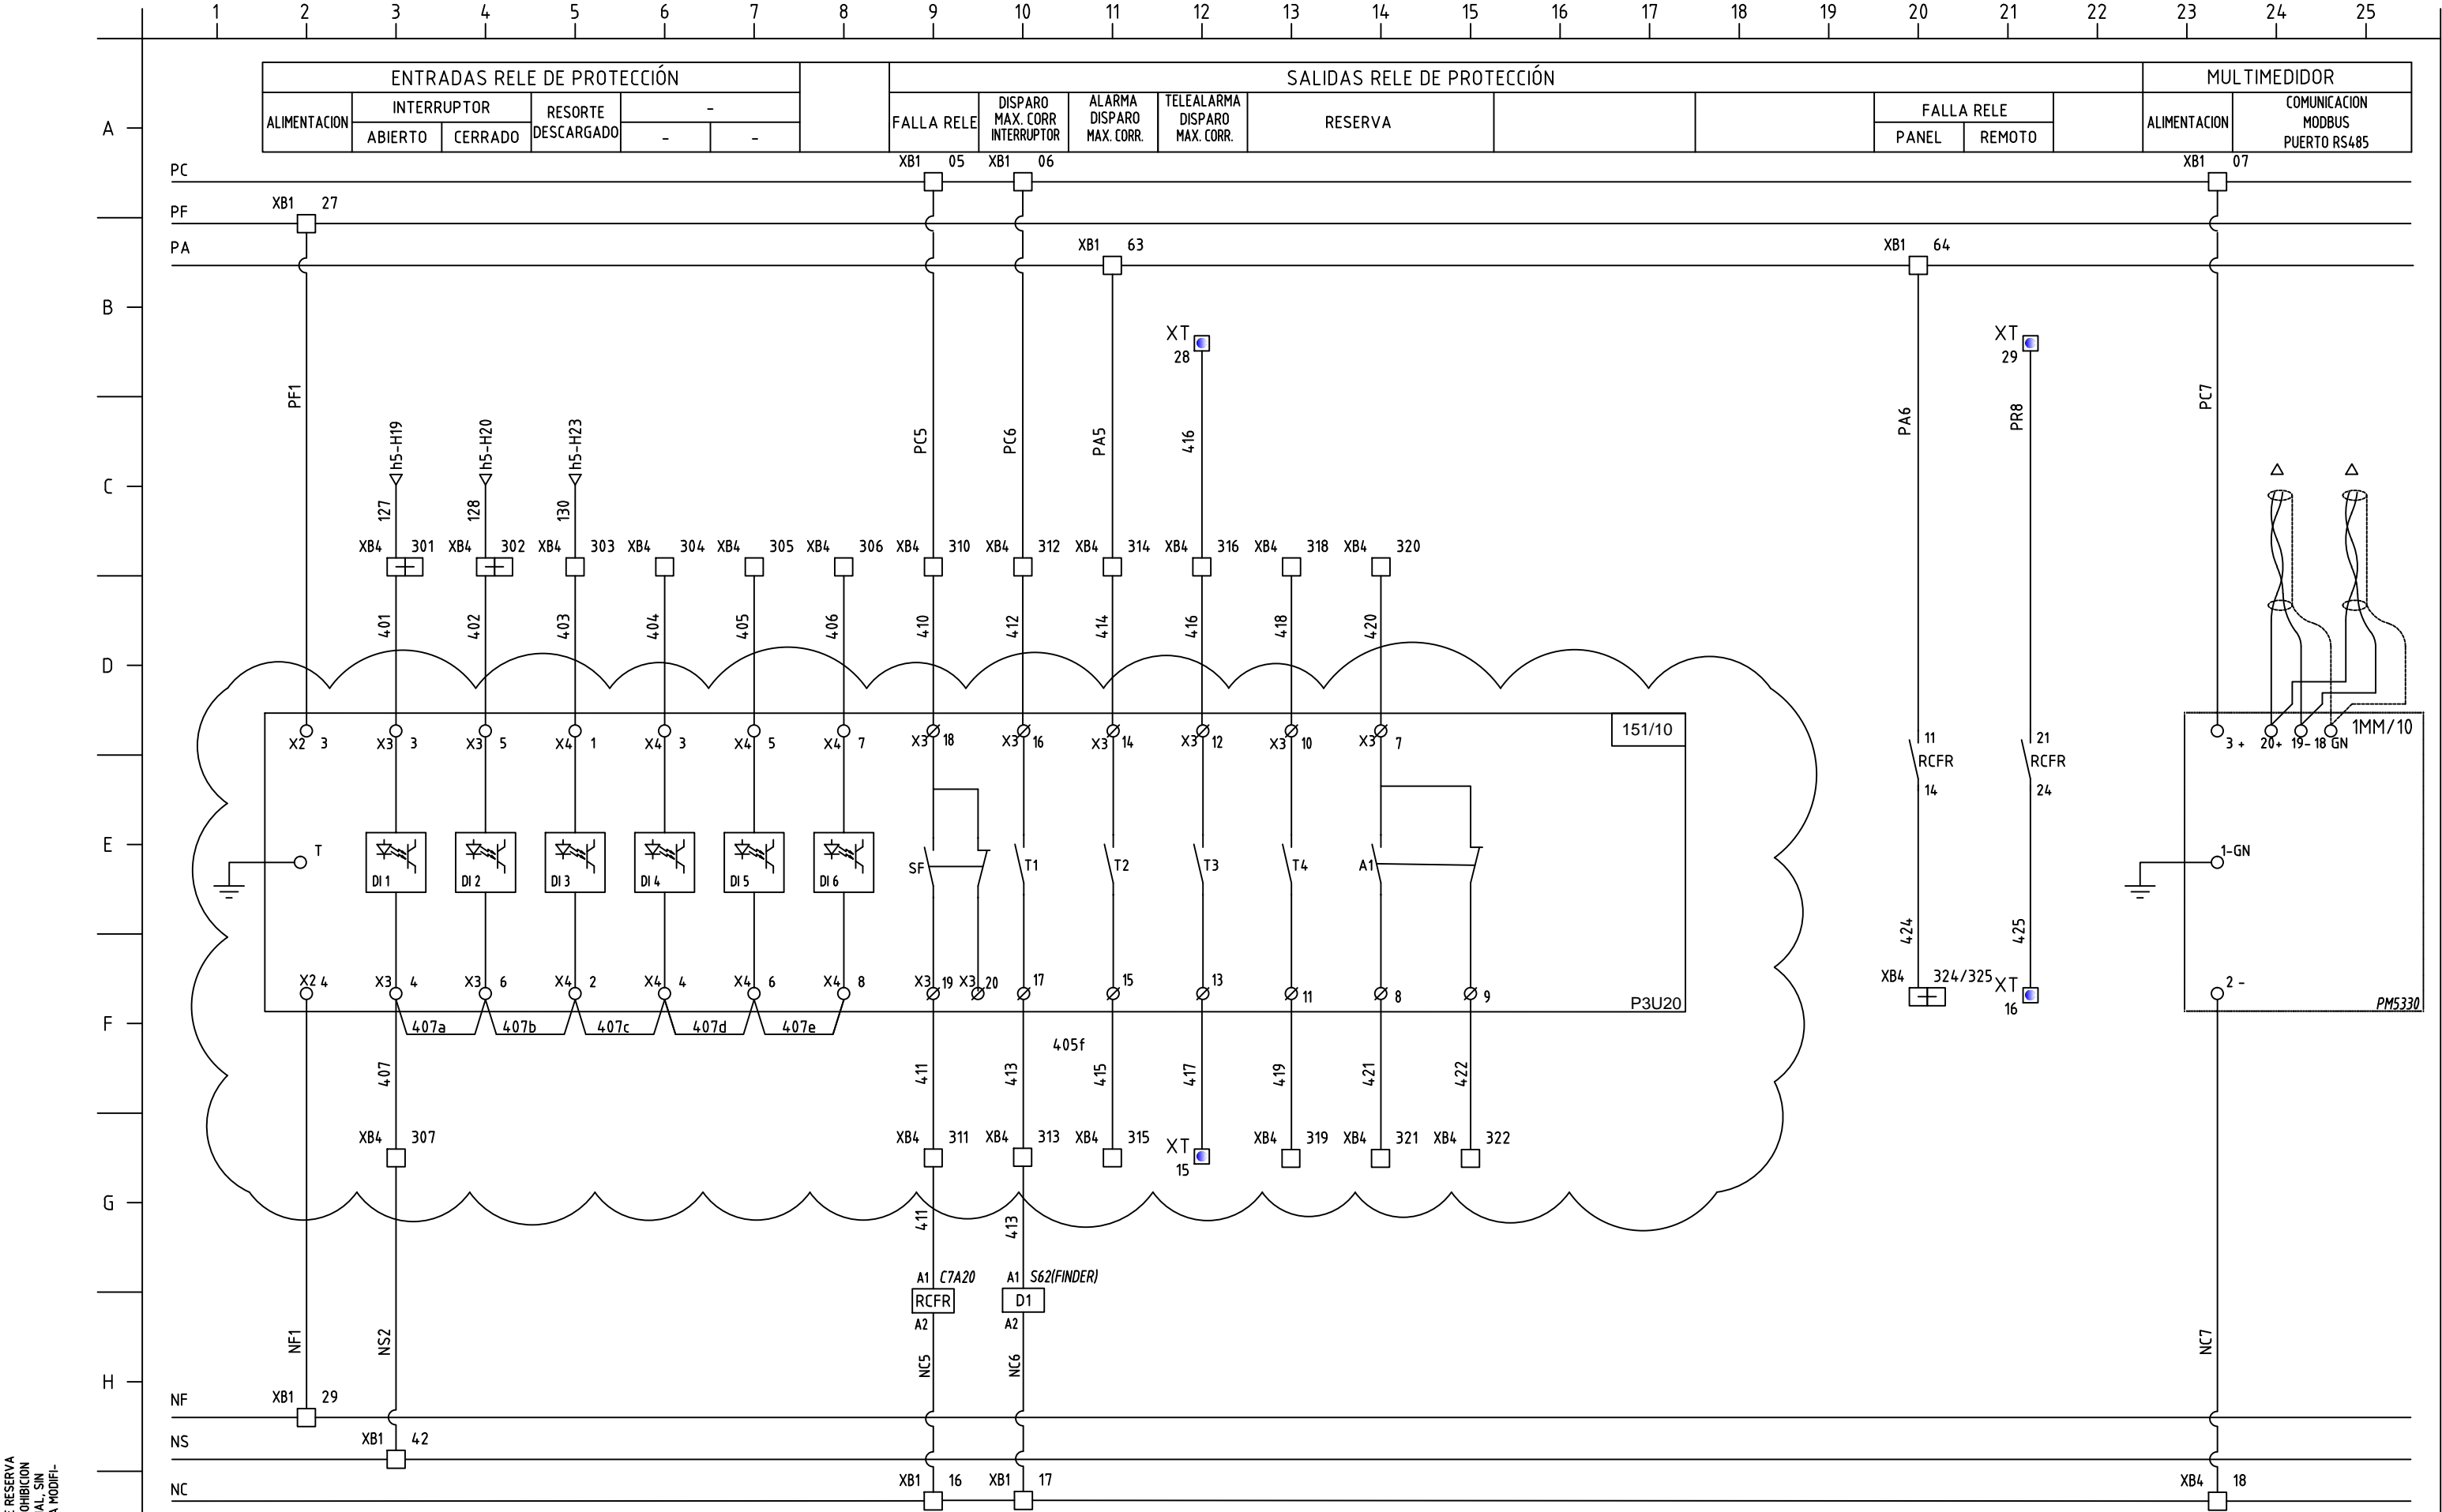 1 2 3 4 5 6 7 8 9 10 11 12 13 14 15 16 17 18 19 20 21 22 23 24 25
ENTRADAS RELE DE PROTECCIÓN SALIDAS RELE DE PROTECCIÓN MULTIMEDIDOR
ALIMENTACION
INTERRUPTOR
ABIERTO CERRADO
RESORTE
DESCARGADO
-
- -
FALLA RELE
DISPARO
MAX. CORR
INTERRUPTOR
ALARMA
DISPARO
MAX. CORR.
TELEALARMA
DISPARO
MAX. CORR.
RESERVA
FALLA RELE
PANEL REMOTO
ALIMENTACION
COMUNICACION
MODBUS
PUERTO RS485
A
PC XB1 05 XB1 06 XB1 07
PF XB1 27
PA XB1 63 XB1 64
B
XT
28
XT
29
PF1 PC5 PC6 PA5 416 PA6 PR8 PC7
h5-H19 h5-H20 h5-H23
C
127 128 130
XB4 301 XB4 302 XB4 303 XB4 304 XB4 305 XB4 306 XB4 310 XB4 312 XB4 314 XB4 316 XB4 318 XB4 320
401 402 403 404 405 406 410 412 414 416 418 420
D
151/10 1MM/10
X2 3 X3 3 X3 5 X4 1 X4 3 X4 5 X4 7 X3 18 X3 16 X3 14 X3 12 X3 10 X3 7
11
RCFR
14
21
RCFR
24
3 + 20+ 19- 18 GN
E
T
DI 1 DI 2 DI 3 DI 4 DI 5 DI 6
SF T1 T2 T3 T4 A1
1-GN
424 425
X2 4 X3 4 X3 6 X4 2 X4 4 X4 6 X4 8 X3 19 X3 20 17 15 13 11 8 9
XB4 324/325
XT
16
2 -
P3U20 PM5330
F
407a 407b 407c 407d 407e
405f
407 411 413 415 417 419 421 422
XB4 307 XB4 311 XB4 313 XB4 315 XT XB4 319 XB4 321 XB4 322
15
G
411 413
A1 C7A20 A1 S62(FINDER)
RCFR D1
A2 A2
NF1 NS2 NC5 NC6 NC7
H
NF XB1 29
NS XB1 42
NC XB1 16 XB1 17 XB4 18
RESERVA
AL, SIN
A MODIFI-